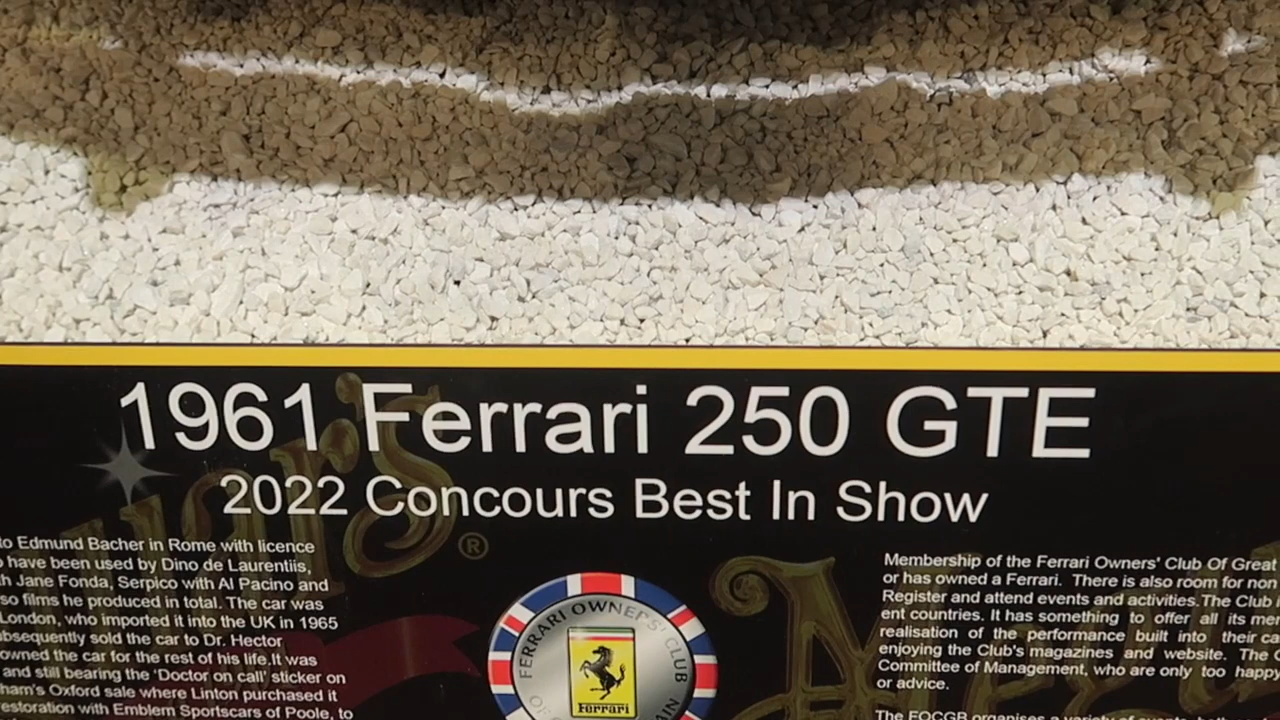 1961 Ferrari 250 GTE
2022 Concours Best In Show
to Edmund Bacher in Rome with licence
have been used by Dino de Laurentiis,
Jane Fonda, Serpico with Al Pacino and
so films he produced in total. The car was
London, who imported it into the UK in 1965
sold the car to Dr. Hector
owned the car for the rest of his life.It was
and still bearing the 'Doctor on call' sticker on
Oxford sale where Linton purchased it
with Emblem Sportscars of Poole, to
®
FERRARI OWNERS' CLUB
Ferrari
Membership of the Ferrari Owners' Club Of Great
or has owned a Ferrari. There is also room for non
Register and attend events and activities.The Club
ent countries. It has something to offer all its
realisation of the performance built into their
enjoying the Club's magazines and website. The
Committee of Management, who are only too happy
or advice.
The FOCGB organises a variety of